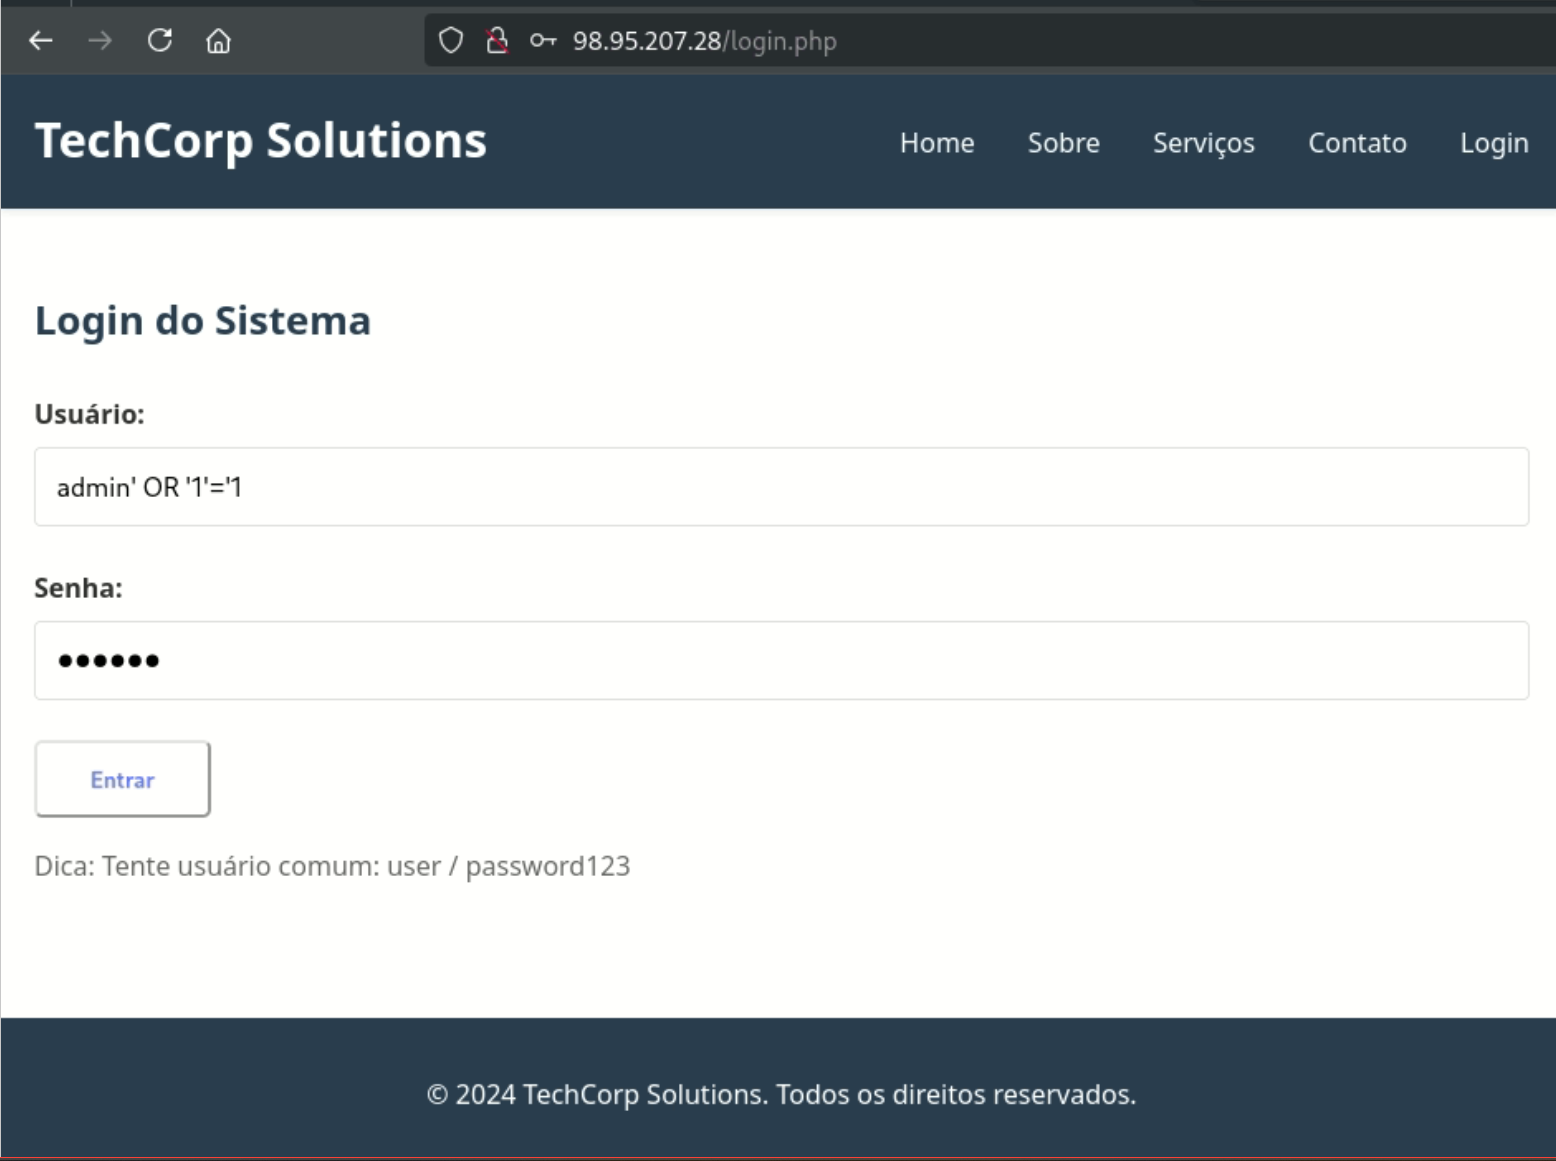 98.95.207.28/login.php
TechCorp Solutions
Home Sobre Serviços Contato Login
Login do Sistema
Usuário:
admin' OR '1'='1
Senha:
Entrar
Dica: Tente usuário comum: user / password123
© 2024 TechCorp Solutions. Todos os direitos reservados.